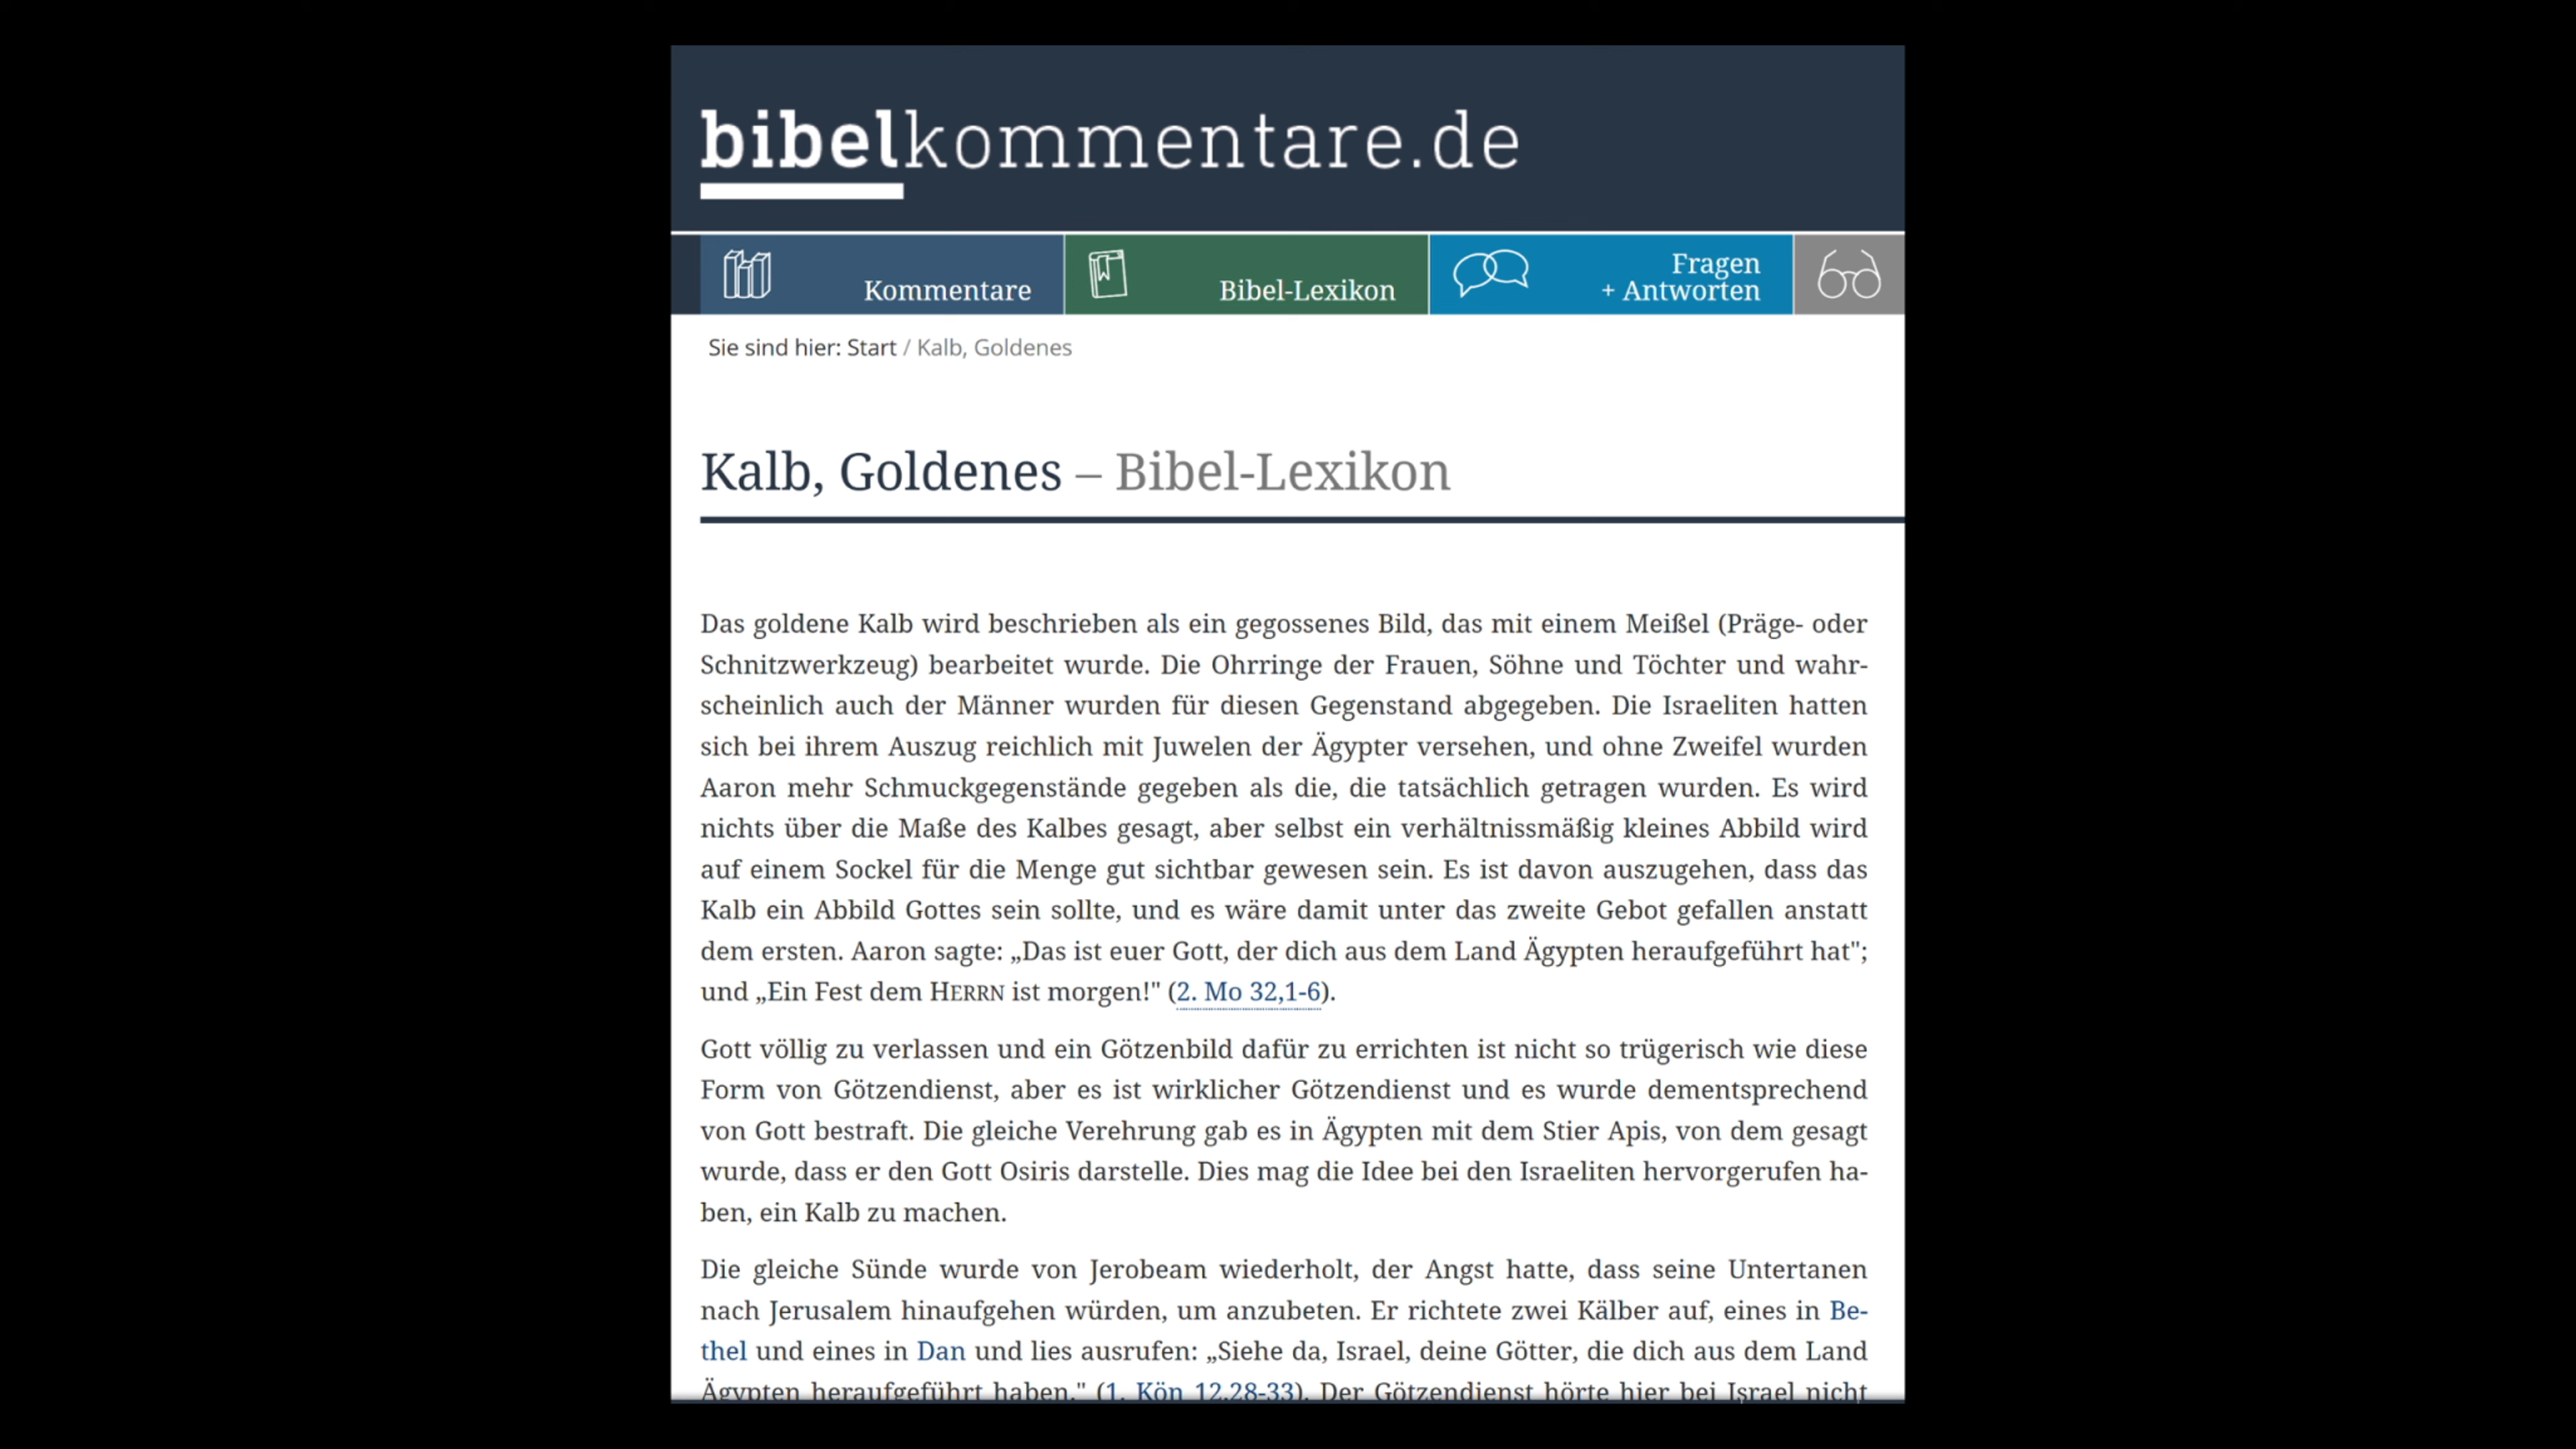 bibelkommentare.de
Kommentare
Bibel-Lexikon
Fragen
+ Antworten
Sie sind hier: Start / Kalb, Goldenes
Kalb, Goldenes – Bibel-Lexikon
Das goldene Kalb wird beschrieben als ein gegossenes Bild, das mit einem Meißel (Präge- oder
Schnitzwerkzeug) bearbeitet wurde. Die Ohrringe der Frauen, Söhne und Töchter und wahr-
scheinlich auch der Männer wurden für diesen Gegenstand abgegeben. Die Israeliten hatten
sich bei ihrem Auszug reichlich mit Juwelen der Ägypter versehen, und ohne Zweifel wurden
Aaron mehr Schmuckgegenstände gegeben als die, die tatsächlich getragen wurden. Es wird
nichts über die Maße des Kalbes gesagt, aber selbst ein verhältnissmäßig kleines Abbild wird
auf einem Sockel für die Menge gut sichtbar gewesen sein. Es ist davon auszugehen, dass das
Kalb ein Abbild Gottes sein sollte, und es wäre damit unter das zweite Gebot gefallen anstatt
dem ersten. Aaron sagte: „Das ist euer Gott, der dich aus dem Land Ägypten heraufgeführt hat";
und „Ein Fest dem HERRN ist morgen!" (2. Mo 32,1-6).
Gott völlig zu verlassen und ein Götzenbild dafür zu errichten ist nicht so trügerisch wie diese
Form von Götzendienst, aber es ist wirklicher Götzendienst und es wurde dementsprechend
von Gott bestraft. Die gleiche Verehrung gab es in Ägypten mit dem Stier Apis, von dem gesagt
wurde, dass er den Gott Osiris darstelle. Dies mag die Idee bei den Israeliten hervorgerufen ha-
ben, ein Kalb zu machen.
Die gleiche Sünde wurde von Jerobeam wiederholt, der Angst hatte, dass seine Untertanen
nach Jerusalem hinaufgehen würden, um anzubeten. Er richtete zwei Kälber auf, eines in Be-
thel und eines in Dan und lies ausrufen: „Siehe da, Israel, deine Götter, die dich aus dem Land
Ägypten heraufgeführt haben." (1. Kön 12,28-33). Der Götzendienst hörte hier bei Israel nicht